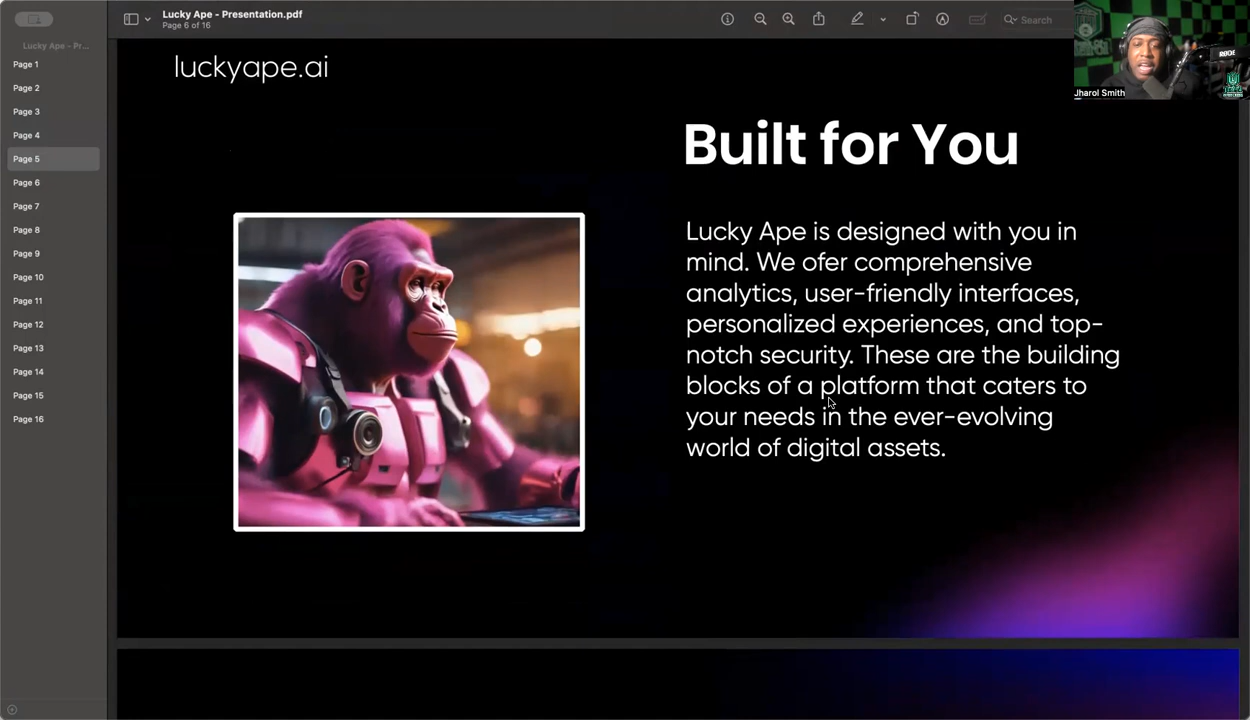 Lucky Ape - Presentation.pdf
Page 6 of 16
Search
Lucky Ape - Pr...
Page 1
Page 2
Page 3
Page 4
Page 5
Page 6
Page 7
Page 8
Page 9
Page 10
Page 11
Page 12
Page 13
Page 14
Page 15
Page 16
luckyape.ai
Built for You
Lucky Ape is designed with you in
mind. We ofer comprehensive
analytics, user-friendly interfaces,
personalized experiences, and top-
notch security. These are the building
blocks of a platform that caters to
your needs in the ever-evolving
world of digital assets.
RØDE
Jharol Smith